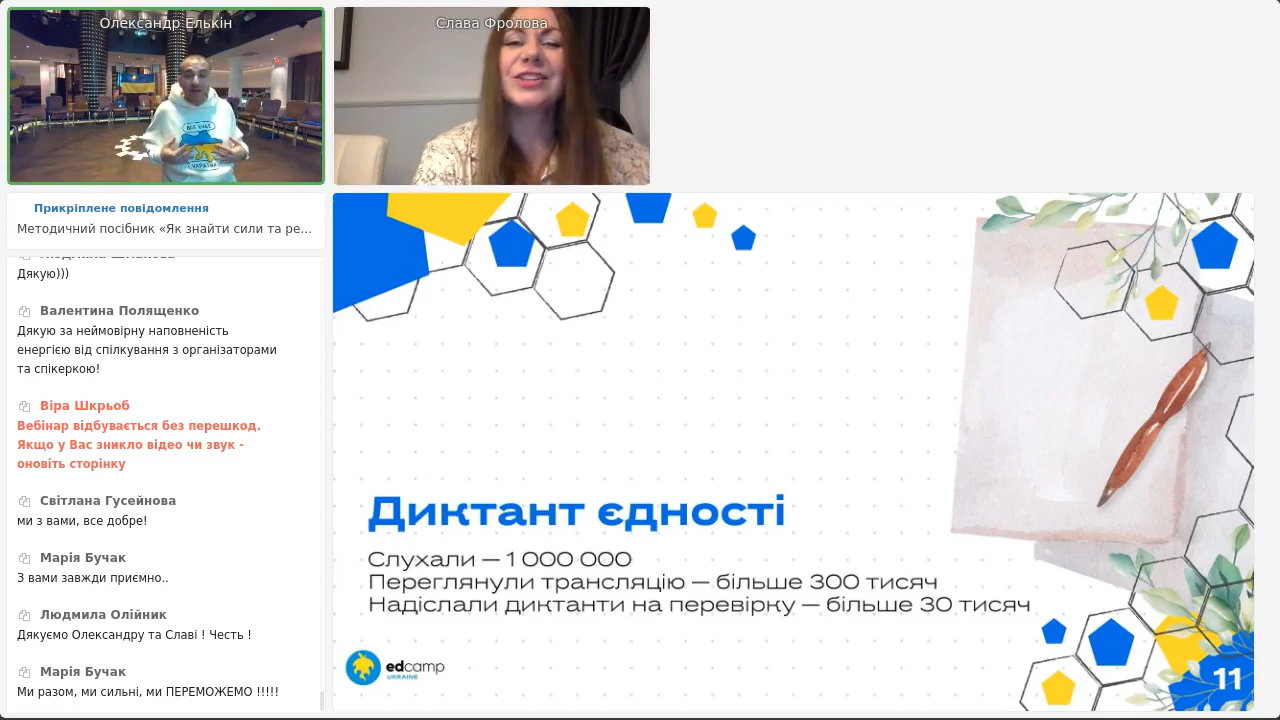 Олександр Елькін
Слава Фролова
ВСЕ БУДЕ
УКРАЇНА
Прикріплене повідомлення
Методичний посібник «Як знайти сили та ре...
Дякую)))
Валентина Полященко
Дякую за неймовірну наповненість
енергією від спілкування з організаторами
та спікеркою!
Віра Шкрьоб
Вебінар відбувається без перешкод.
Якщо у Вас зникло відео чи звук -
оновіть сторінку
Світлана Гусейнова
ми з вами, все добре!
Марія Бучак
З вами завжди приємно..
Людмила Олійник
Дякуємо Олександру та Славі ! Честь !
Марія Бучак
Ми разом, ми сильні, ми ПЕРЕМОЖЕМО !!!!!
Диктант єдності
Слухали — 1 000 000
Переглянули трансляцію — більше 300 тисяч
Надіслали диктанти на перевірку — більше 30 тисяч
edcamp
UKRAINE
11